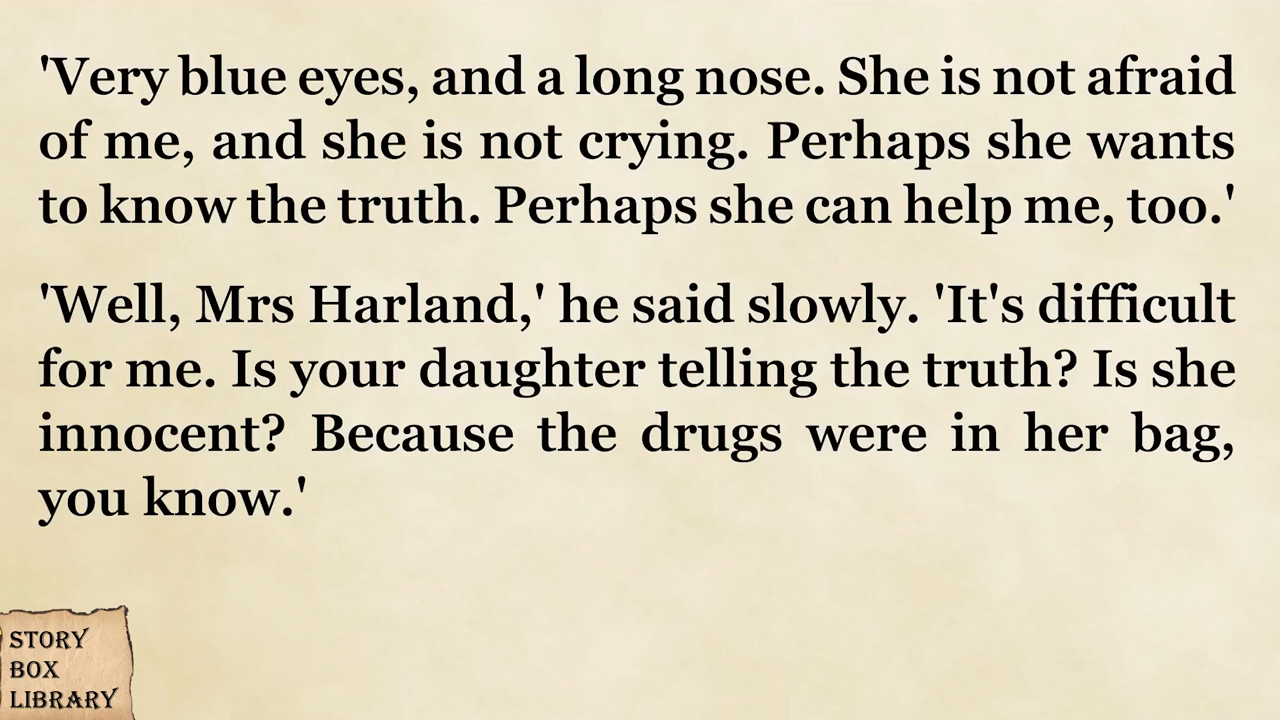 'Very blue eyes, and a long nose. She is not afraid
of me, and she is not crying. Perhaps she wants
to know the truth. Perhaps she can help me, too.'
'Well, Mrs Harland,' he said slowly. 'It's difficult
for me. Is your daughter telling the truth? Is she
innocent? Because the drugs were in her bag,
you know.'
STORY
BOX
LIBRARY